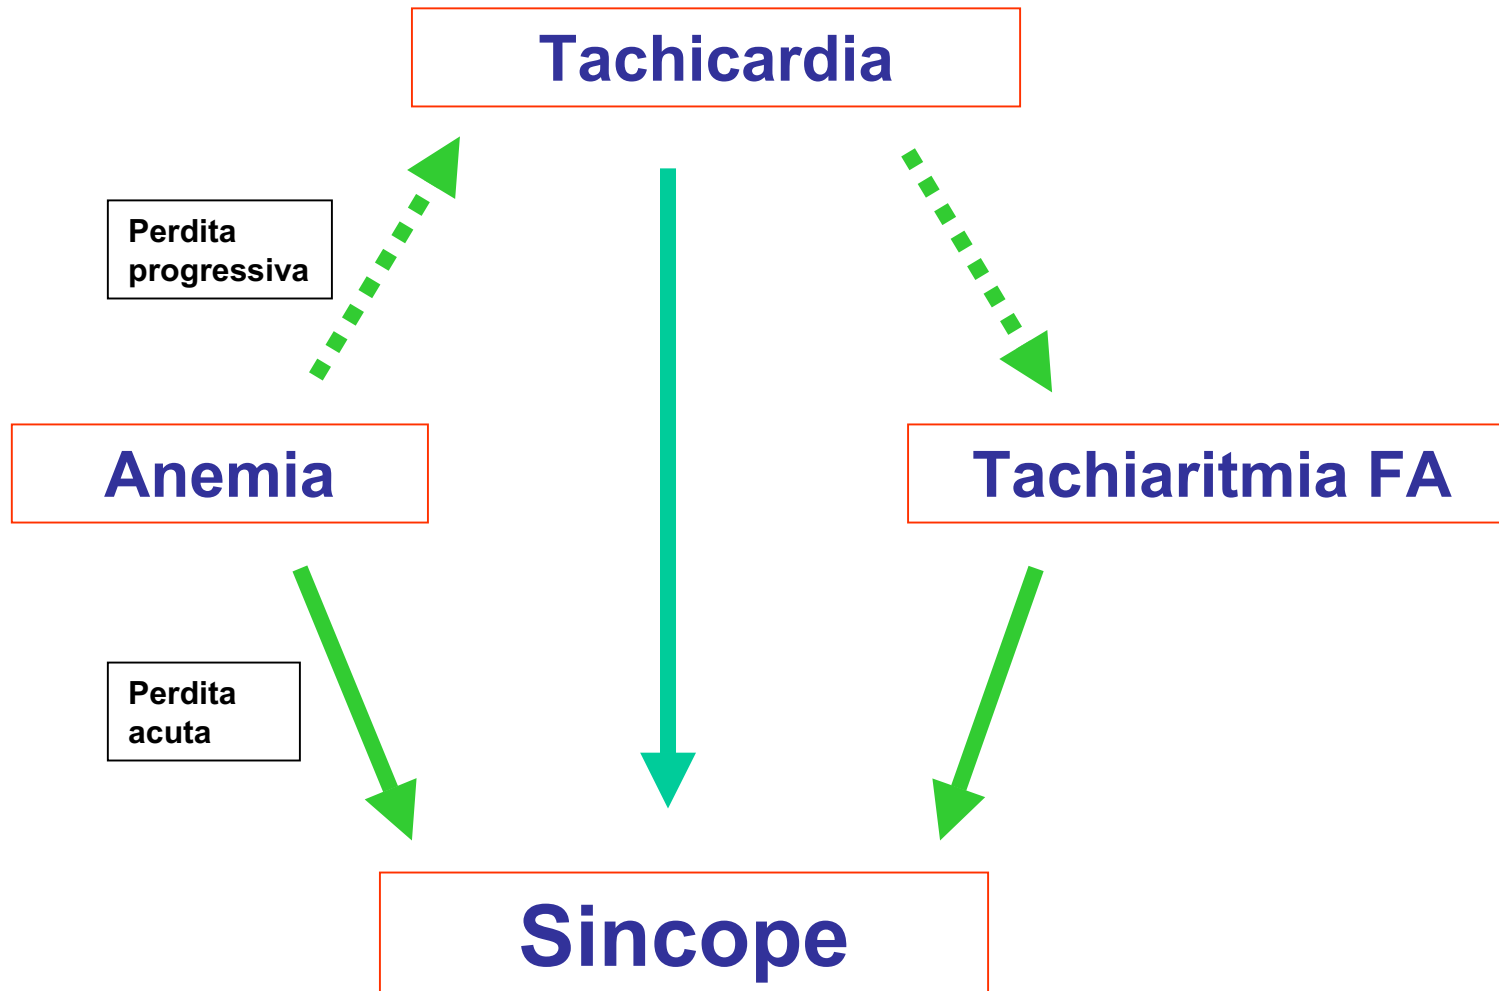 Tachicardia
Perdita
progressiva
Anemia
Tachiaritmia FA
Perdita
acuta
Sincope